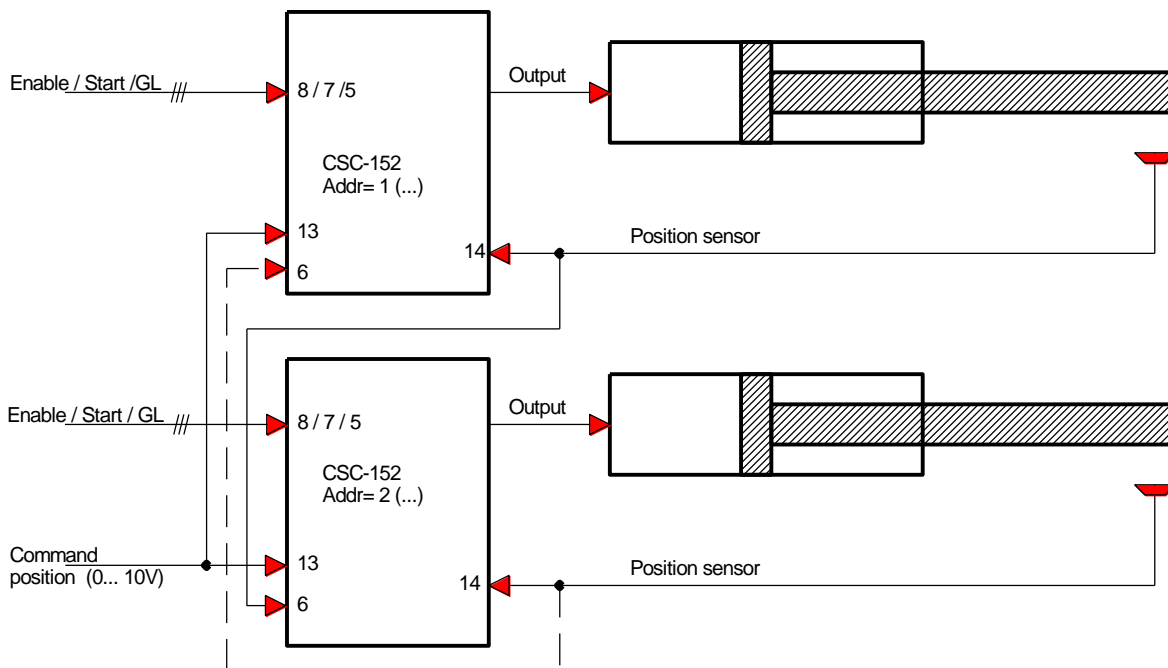 Enable / Start /GL
8 / 7 /5
Output
CSC-152
Addr= 1 (...)
13
6
14
Position sensor
Enable / Start / GL
8 / 7 / 5
Output
CSC-152
Addr= 2 (...)
Command
position (0... 10V)
13
6
14
Position sensor